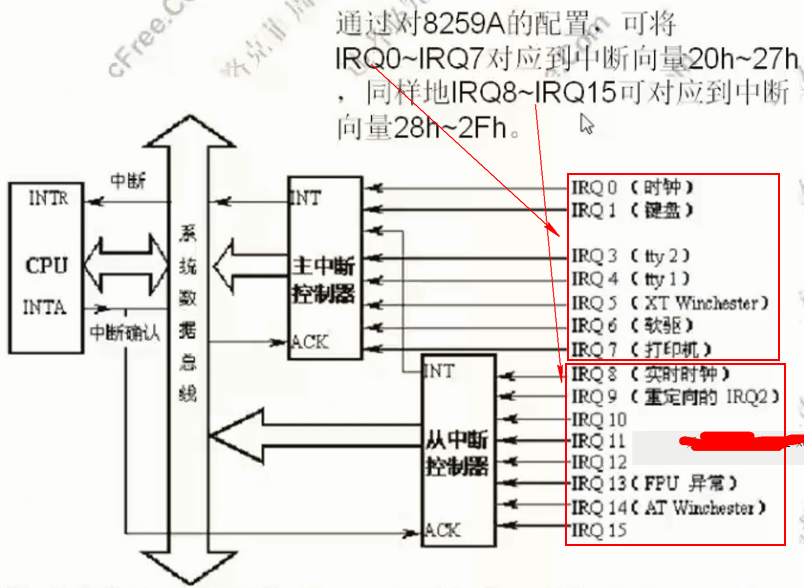 通过对8259A的配置，可将
IRQ0~IRQ7对应到中断向量20h~27h
，同样地IRQ8~IRQ15可对应到中断
向量28h~2Fh。
cFree.Co
INTR
中断
CPU
INTA
中断确认
系统数据总线
INT
主中断
控制器
ACK
IRQ 0 ( 时钟 )
IRQ 1 ( 键盘 )
IRQ 3 ( tty 2 )
IRQ 4 ( tty 1 )
IRQ 5 ( XT Winchester )
IRQ 6 ( 软驱 )
IRQ 7 ( 打印机 )
INT
从中断
控制器
ACK
IRQ 8 ( 实时时钟 )
IRQ 9 ( 重定向的 IRQ2 )
IRQ 10
IRQ 11
IRQ 12
IRQ 13 ( FPU 异常 )
IRQ 14 ( AT Winchester )
IRQ 15